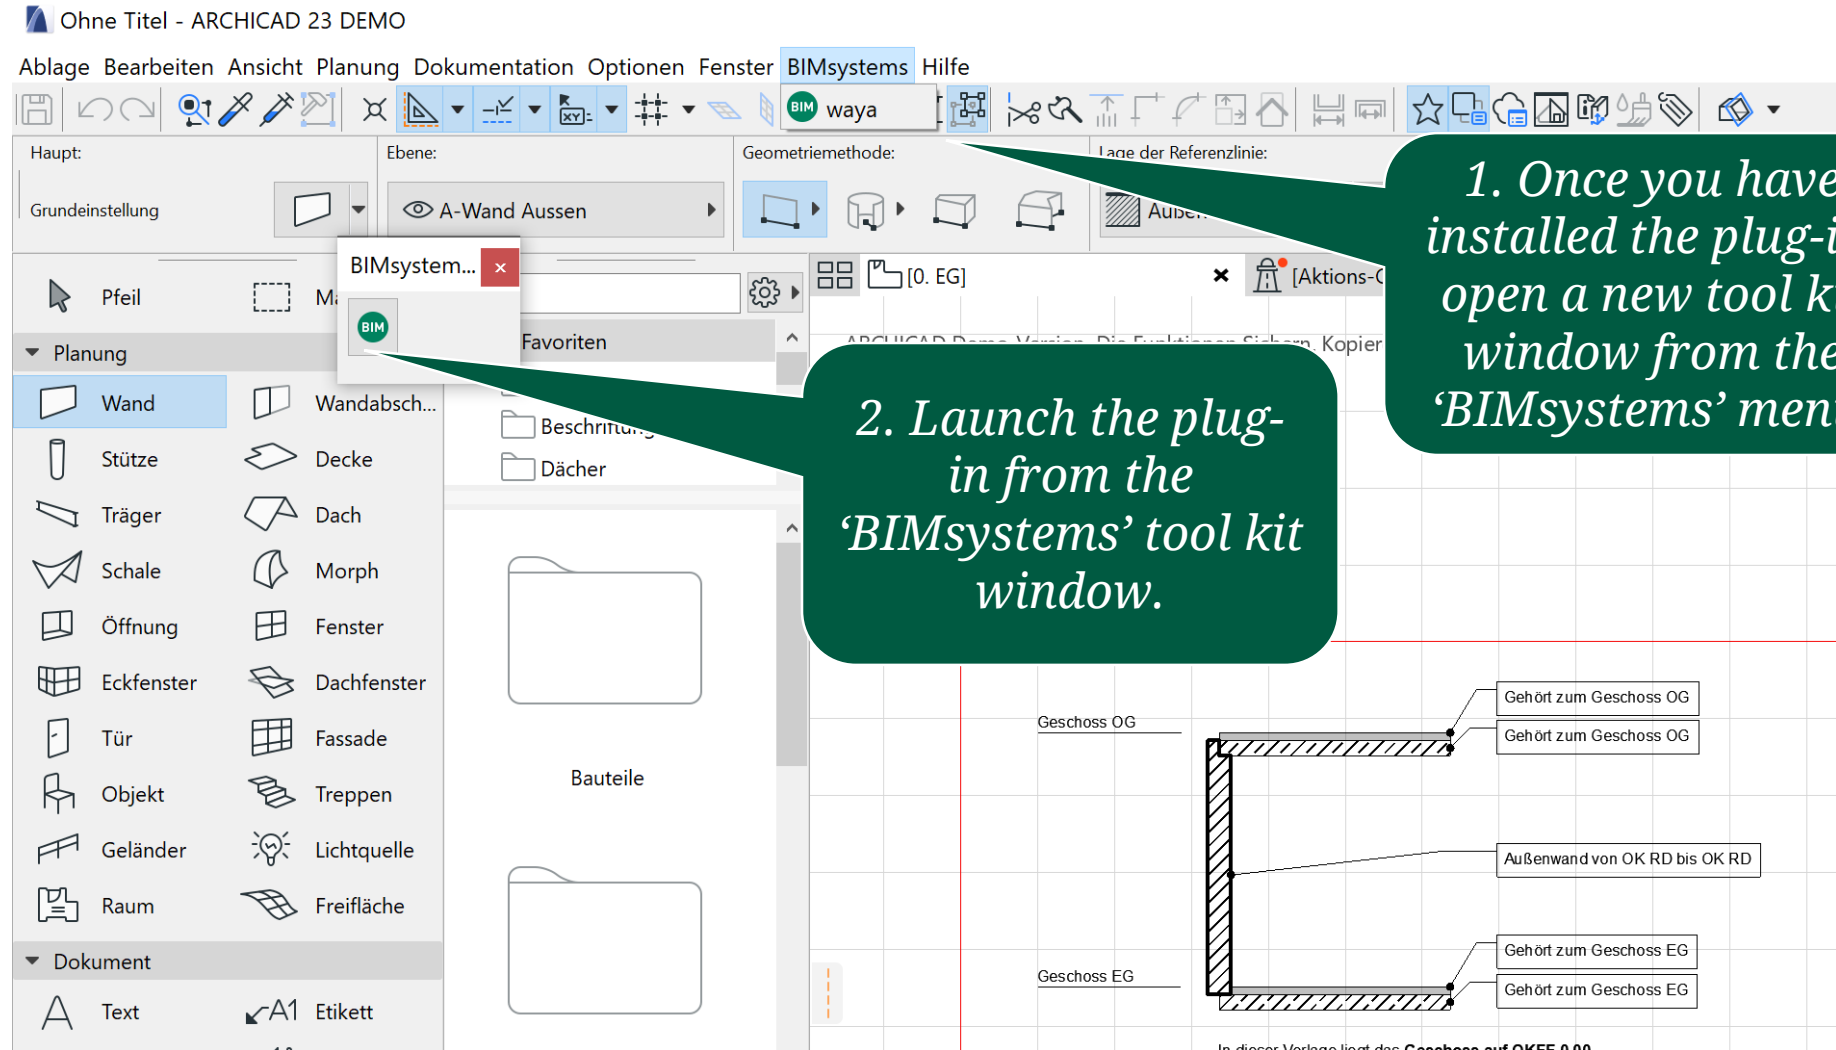 Ohne Titel - ARCHICAD 23 DEMO
Ablage Bearbeiten Ansicht Planung Dokumentation Optionen Fenster BIMsystems Hilfe
BIM waya
Haupt:
Ebene:
Geometriemethode:
Lage der Referenzlinie:
Grundeinstellung
A-Wand Aussen
BIMsystem...
BIM
[0. EG]
[Aktions-
Pfeil
Favoriten
Planung
Wand
Wandabsch...
Stütze
Decke
Träger
Dach
Schale
Morph
Öffnung
Fenster
Eckfenster
Dachfenster
Tür
Fassade
Objekt
Treppen
Geländer
Lichtquelle
Raum
Freifläche
Dokument
Text
A1 Etikett
Dächer
Bauteile
1. Once you have
installed the plug-i
open a new tool ki
window from the
‘BIMsystems’ men
2. Launch the plug-
in from the
‘BIMsystems’ tool kit
window.
Geschoss OG
Gehört zum Geschoss OG
Gehört zum Geschoss OG
Außenwand von OK RD bis OK RD
Geschoss EG
Gehört zum Geschoss EG
Gehört zum Geschoss EG